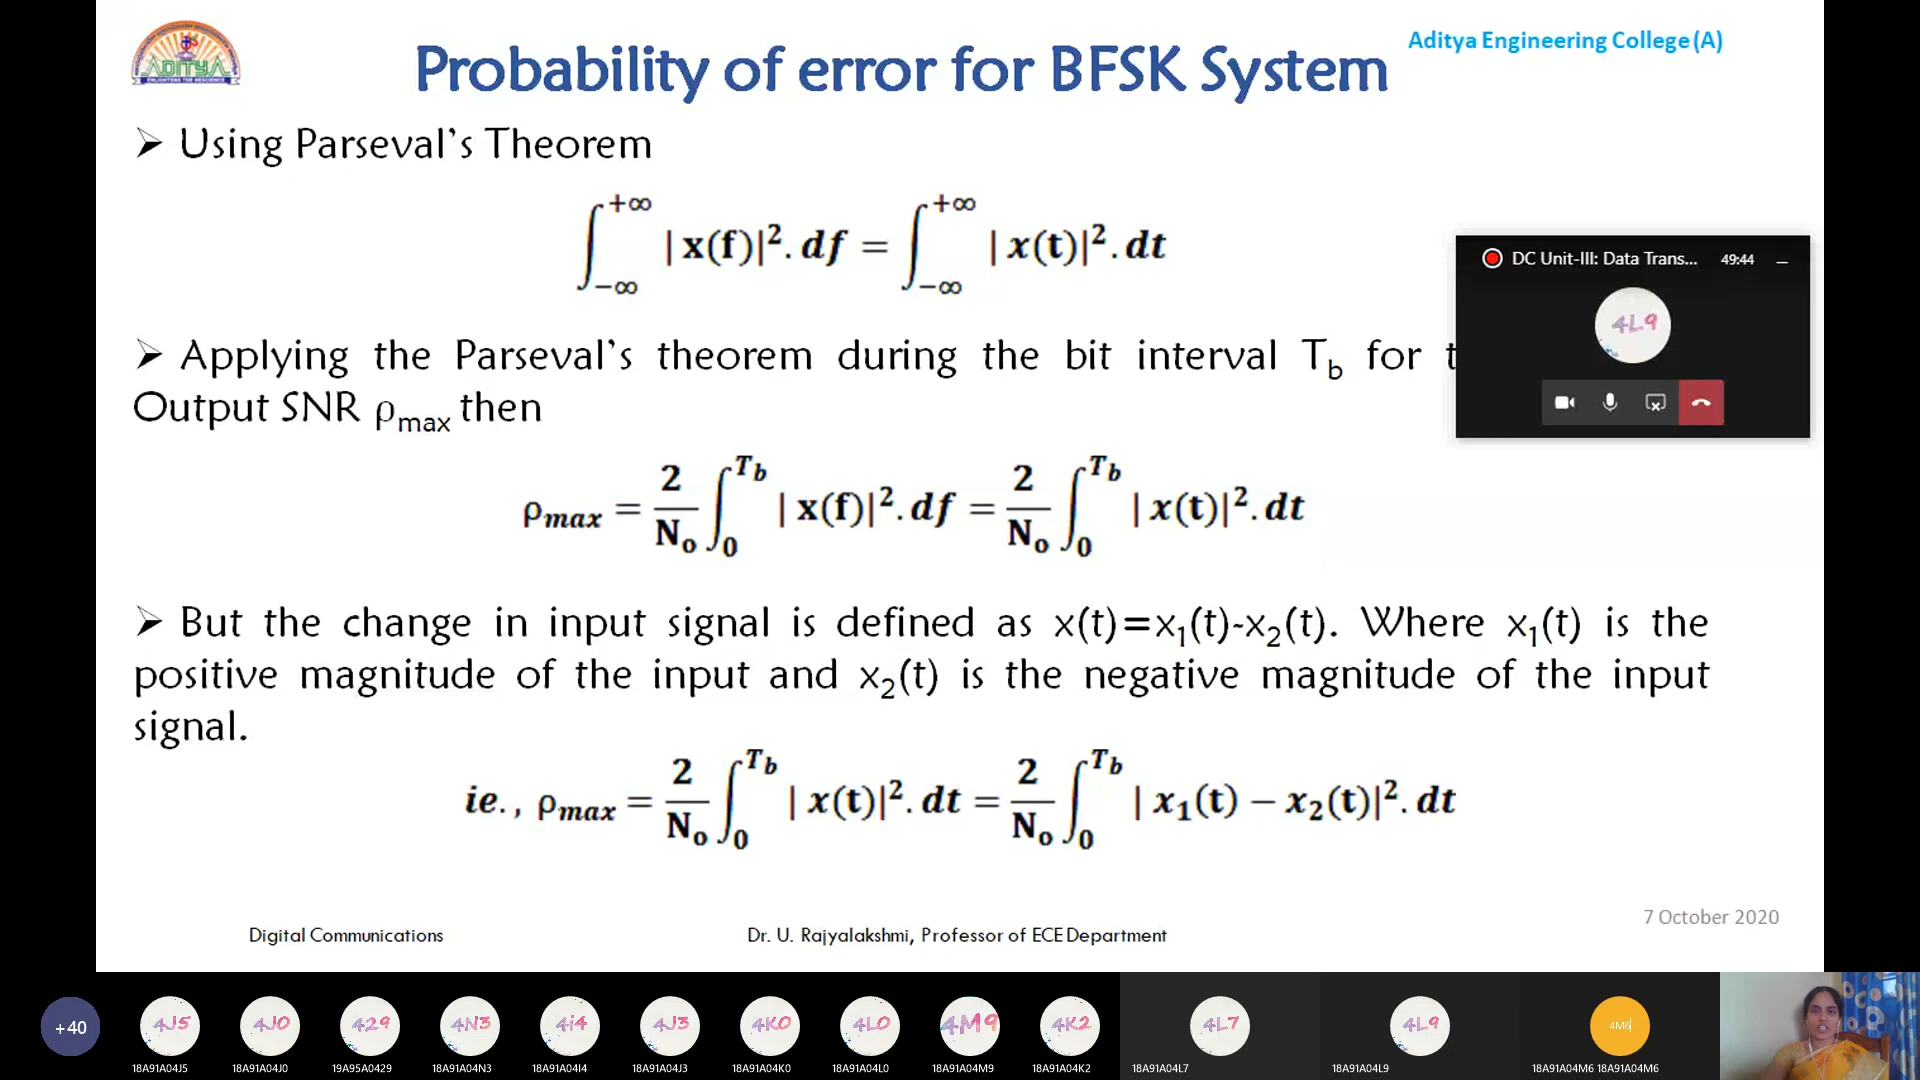 Aditya Engineering College (A)
ADITYA
Probability of error for BFSK System
➢ Using Parseval's Theorem
∫₋∞⁺∞ | x(f)|². df = ∫₋∞⁺∞ | x(t)|². dt
➢ Applying the Parseval's theorem during the bit interval T_b for t
Output SNR ρ_max then
ρ_max = 2/N_o ∫₀^{T_b} | x(f)|². df = 2/N_o ∫₀^{T_b} | x(t)|². dt
➢ But the change in input signal is defined as x(t)=x₁(t)-x₂(t). Where x₁(t) is the
positive magnitude of the input and x₂(t) is the negative magnitude of the input
signal.
ie., ρ_max = 2/N_o ∫₀^{T_b} | x(t)|². dt = 2/N_o ∫₀^{T_b} | x₁(t) − x₂(t)|². dt
DC Unit-III: Data Trans... 49:44
4L9
7 October 2020
Digital Communications
Dr. U. Rajyalakshmi, Professor of ECE Department
+40 4J5 4J0 429 4N3 4i4 4J3 4K0 4L0 4M9 4K2 4L7 4L9 4M6
18A91A04J5 18A91A04J0 19A95A0429 18A91A04N3 18A91A04I4 18A91A04J3 18A91A04K0 18A91A04L0 18A91A04M9 18A91A04K2 18A91A04L7 18A91A04L9 18A91A04M6 18A91A04M6